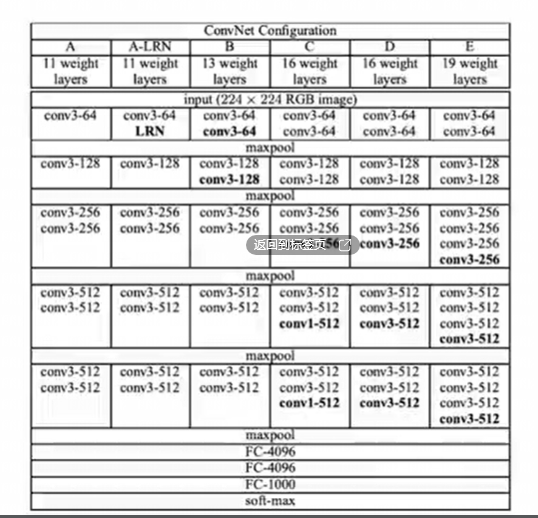 ConvNet Configuration
A A-LRN B C D E
11 weight layers 11 weight layers 13 weight layers 16 weight layers 16 weight layers 19 weight layers
input (224 × 224 RGB image)
conv3-64 conv3-64 conv3-64 conv3-64 conv3-64 conv3-64
LRN conv3-64 conv3-64 conv3-64 conv3-64
maxpool
conv3-128 conv3-128 conv3-128 conv3-128 conv3-128 conv3-128
conv3-128 conv3-128 conv3-128 conv3-128
maxpool
conv3-256 conv3-256 conv3-256 conv3-256 conv3-256 conv3-256
conv3-256 conv3-256 conv3-256 conv3-256 conv3-256 conv3-256
返回到标签页 56 conv3-256 conv3-256
conv3-256
maxpool
conv3-512 conv3-512 conv3-512 conv3-512 conv3-512 conv3-512
conv3-512 conv3-512 conv3-512 conv3-512 conv3-512 conv3-512
conv1-512 conv3-512 conv3-512
conv3-512
maxpool
conv3-512 conv3-512 conv3-512 conv3-512 conv3-512 conv3-512
conv3-512 conv3-512 conv3-512 conv3-512 conv3-512 conv3-512
conv1-512 conv3-512 conv3-512
conv3-512
maxpool
FC-4096
FC-4096
FC-1000
soft-max